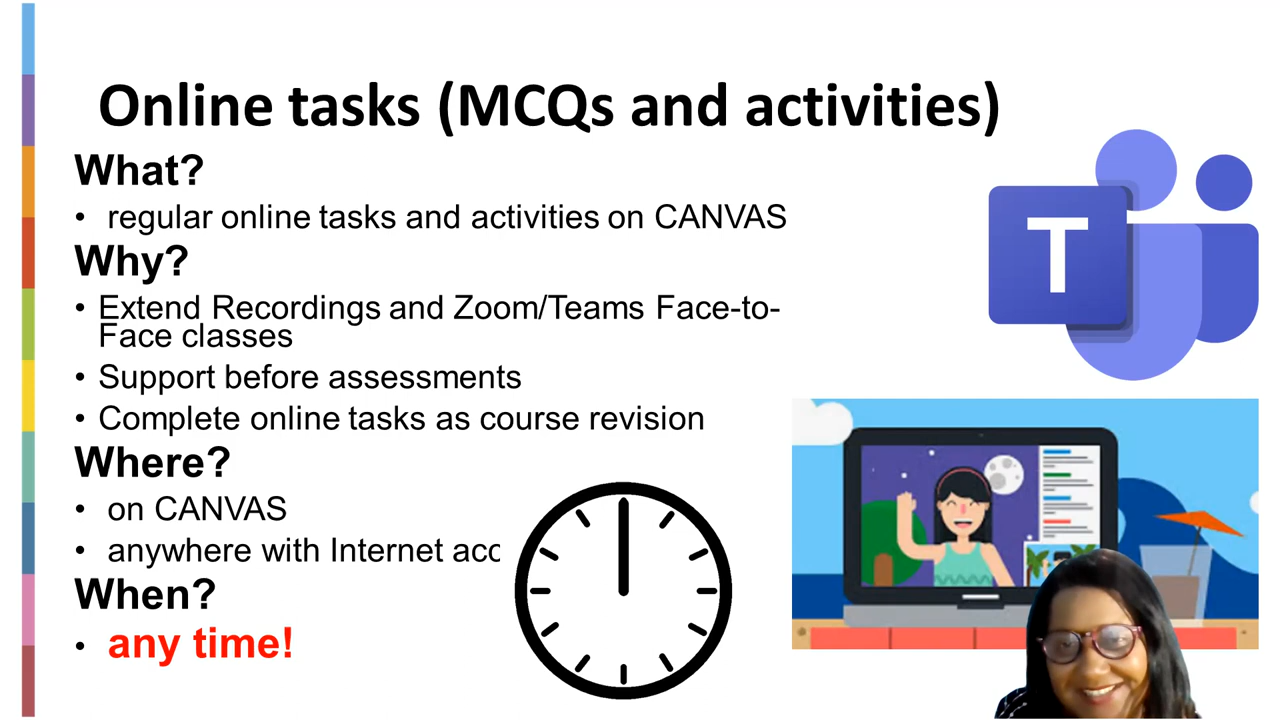 Online tasks (MCQs and activities)
What?
• regular online tasks and activities on CANVAS
Why?
• Extend Recordings and Zoom/Teams Face-to-
Face classes
• Support before assessments
• Complete online tasks as course revision
Where?
• on CANVAS
• anywhere with Internet acc
When?
• any time!
T